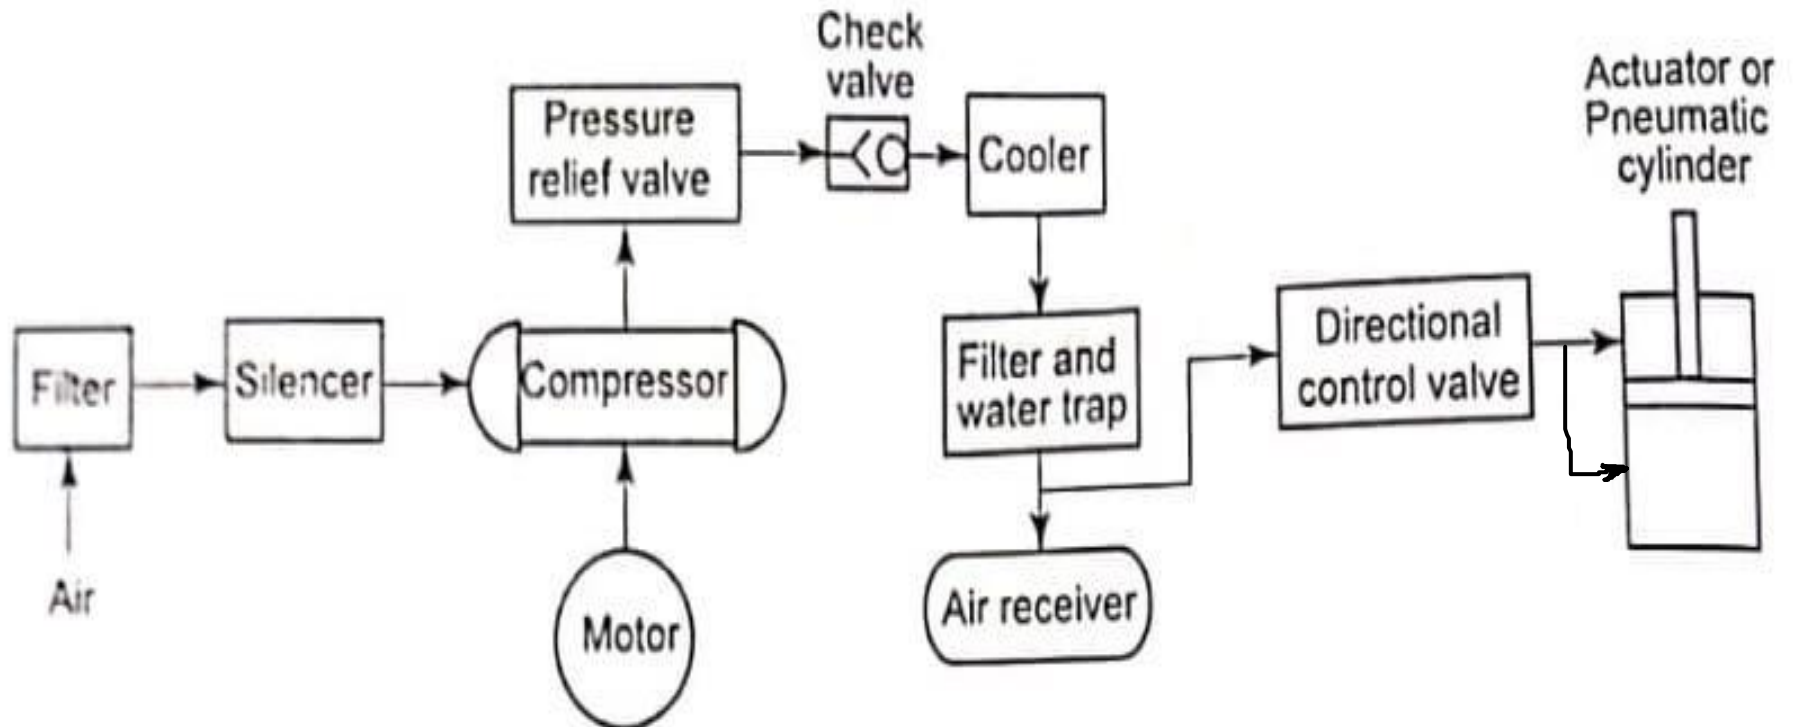 Check
valve
Actuator or
Pneumatic
cylinder
Pressure
relief valve
Cooler
Filter
Silencer
Compressor
Filter and
water trap
Directional
control valve
Air
Motor
Air receiver